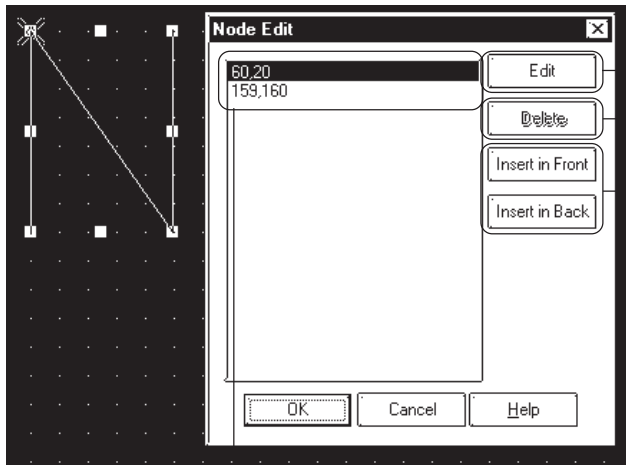 Node Edit
60,20
159,160
Edit
Delete
Insert in Front
Insert in Back
OK
Cancel
Help